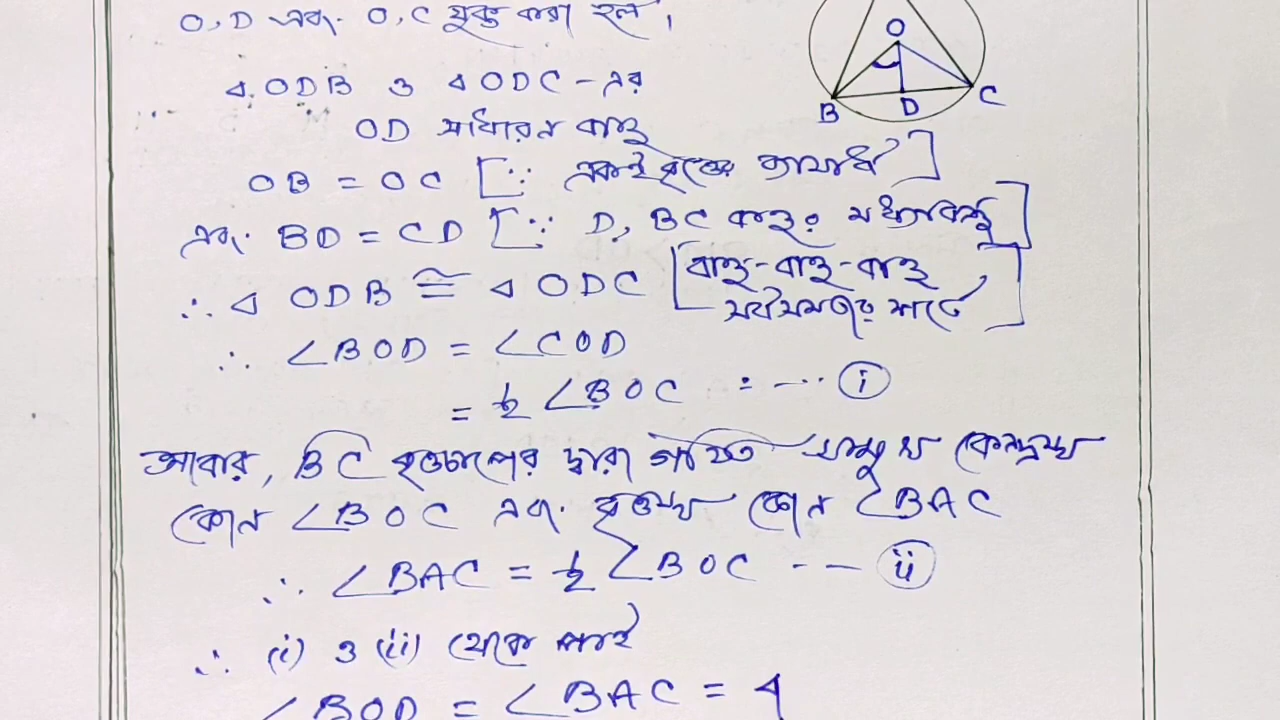 O, D এবং O, C যুক্ত করা হল।
O
B
D
C
△ ODB ও △ ODC - এর
OD সাধারন বাহু
OB = OC [∵ একই বৃত্তের ব্যাসার্ধ]
এবং BD = CD [∵ D, BC বাহুর মধ্যবিন্দু]
∴ △ ODB ≅ △ ODC [বাহু-বাহু-বাহু
সর্বসমতার শর্তে]
∴ ∠BOD = ∠COD
= ½ ∠BOC : -- ·· (i)
আবার, BC বৃত্তচাপের দ্বারা গঠিত সম্মুখ কেন্দ্রস্থ
কোন ∠BOC এবং বৃত্তস্থ কোন ∠BAC
∴ ∠BAC = ½ ∠BOC -- — (ii)
∴ (i) ও (ii) থেকে পাই
∠BOD = ∠BAC =